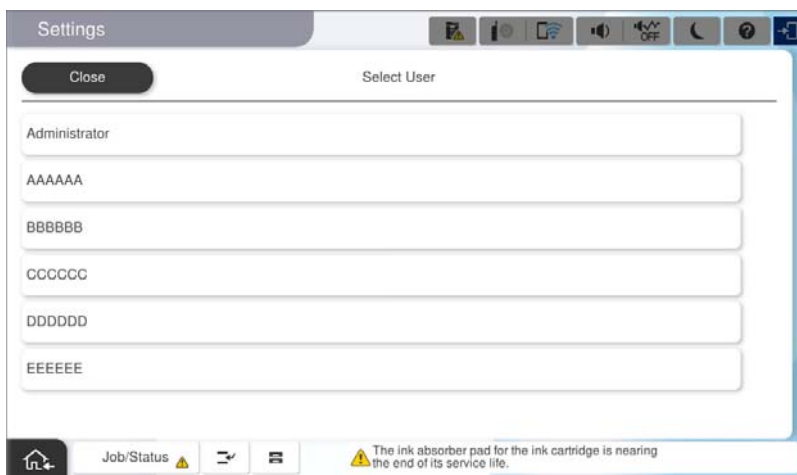 Settings
OFF
?
Close
Select User
Administrator
AAAAAA
BBBBBB
CCCCCC
DDDDDD
EEEEEE
Job/Status
The ink absorber pad for the ink cartridge is nearing
the end of its service life.